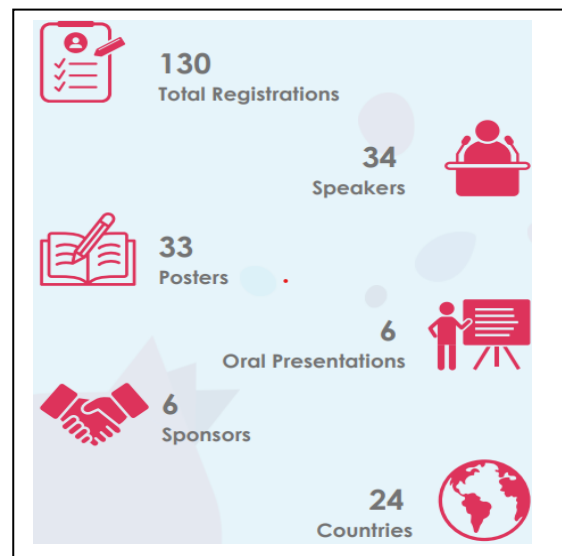 130
Total Registrations
34
Speakers
33
Posters
6
Oral Presentations
6
Sponsors
24
Countries